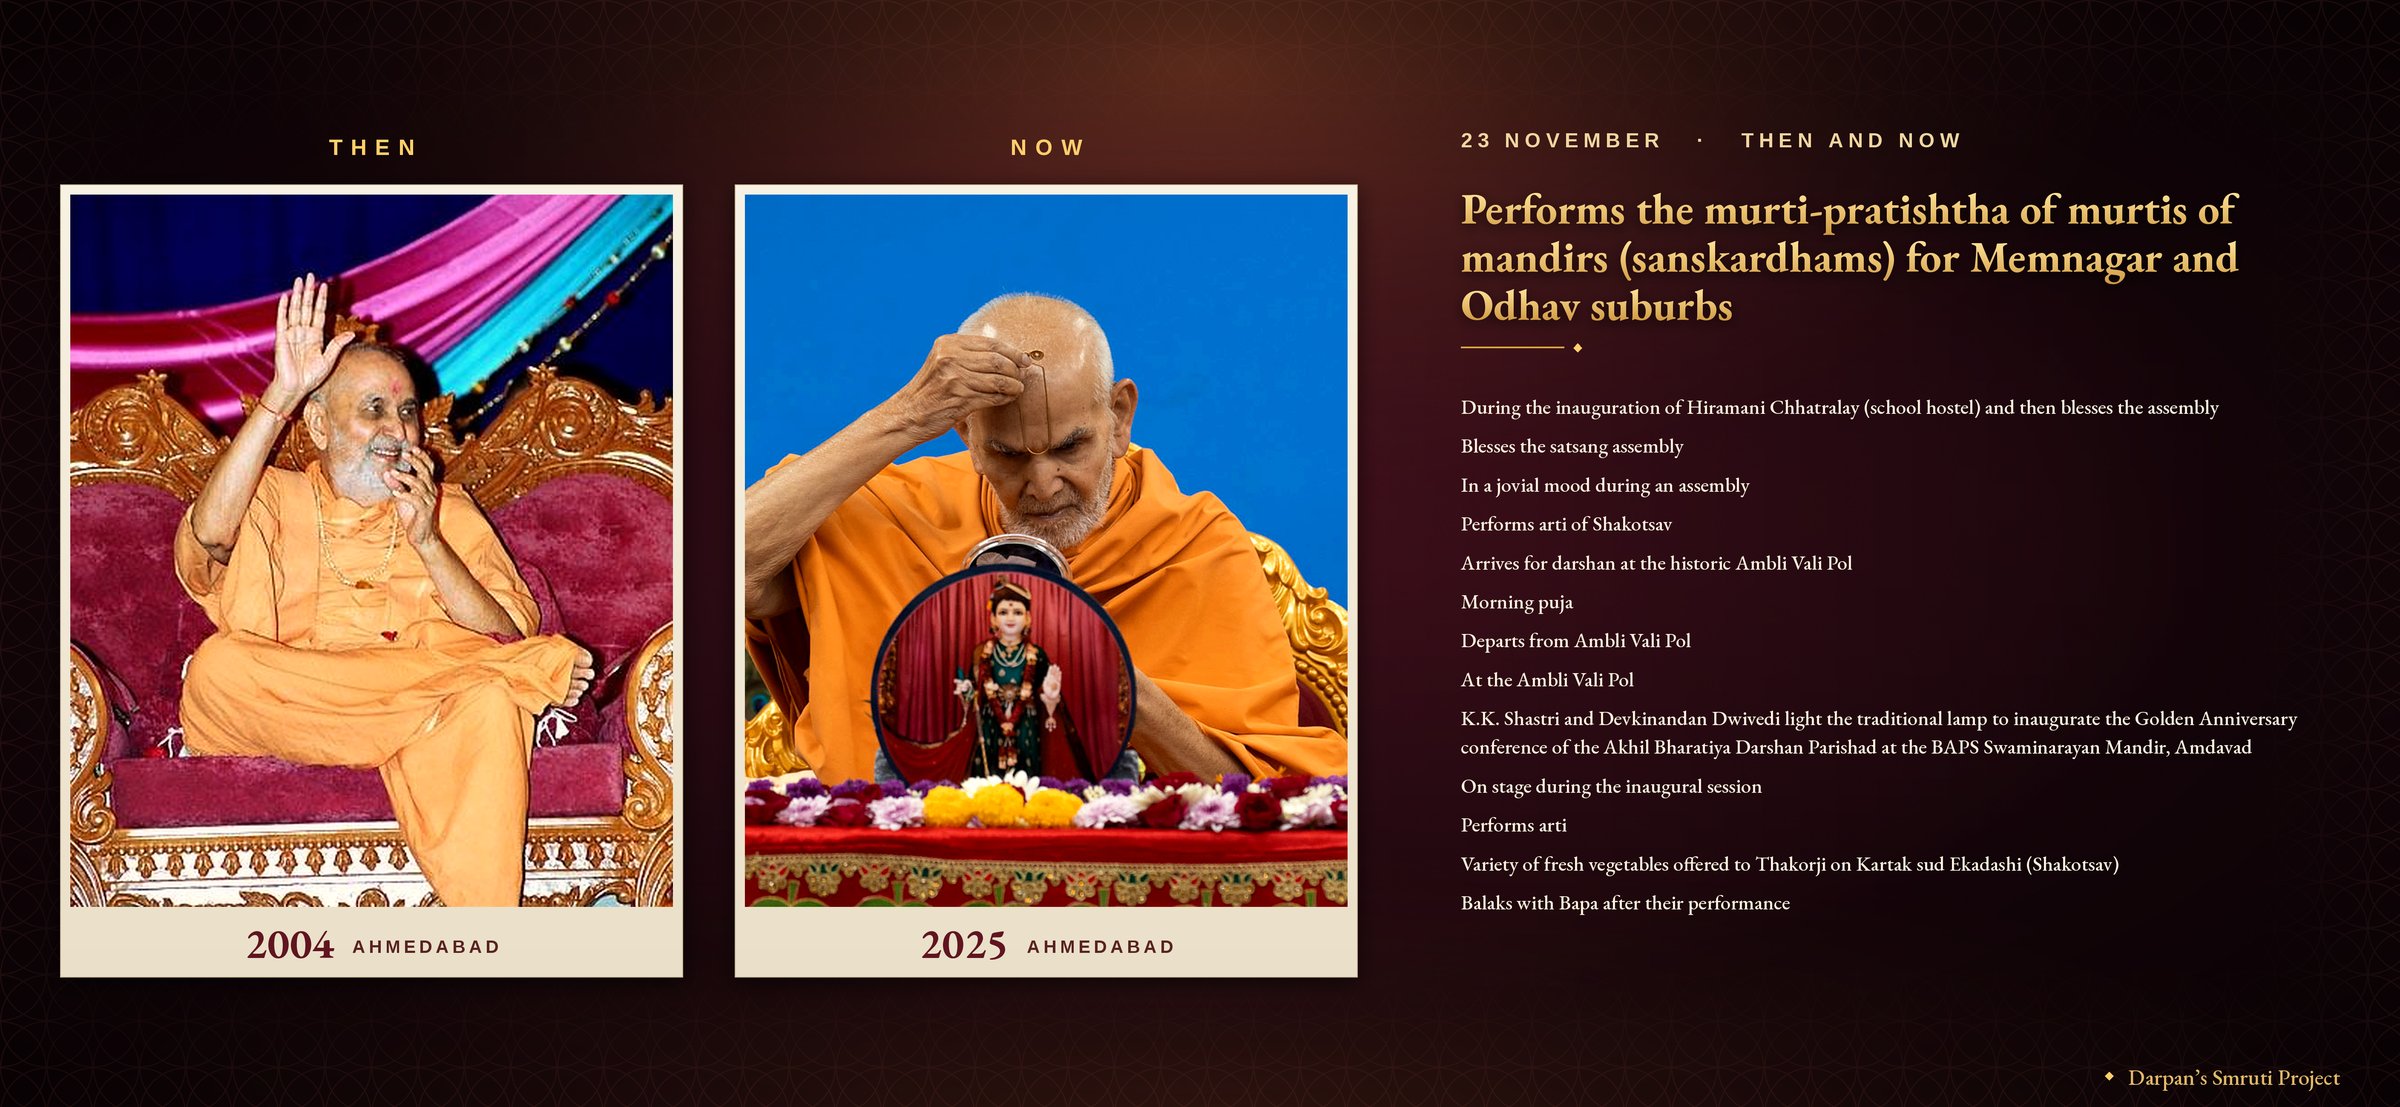 THEN
NOW
2004 AHMEDABAD
2025 AHMEDABAD
23 NOVEMBER · THEN AND NOW
Performs the murti-pratishtha of murtis of
mandirs (sanskardhams) for Memnagar and
Odhav suburbs
During the inauguration of Hiramani Chhatralay (school hostel) and then blesses the assembly
Blesses the satsang assembly
In a jovial mood during an assembly
Performs arti of Shakotsav
Arrives for darshan at the historic Ambli Vali Pol
Morning puja
Departs from Ambli Vali Pol
At the Ambli Vali Pol
K.K. Shastri and Devkinandan Dwivedi light the traditional lamp to inaugurate the Golden Anniversary
conference of the Akhil Bharatiya Darshan Parishad at the BAPS Swaminarayan Mandir, Amdavad
On stage during the inaugural session
Performs arti
Variety of fresh vegetables offered to Thakorji on Kartak sud Ekadashi (Shakotsav)
Balaks with Bapa after their performance
Darpan’s Smruti Project